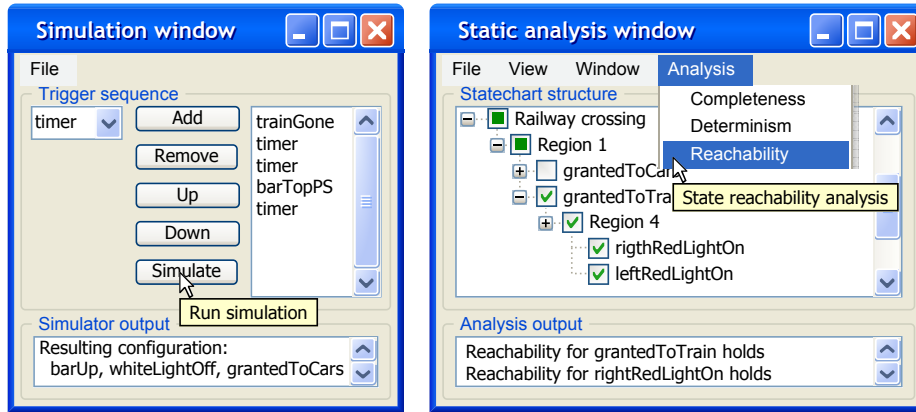 Simulation window
File
Trigger sequence
timer
Add
Remove
Up
Down
Simulate
trainGone
timer
timer
barTopPS
timer
Run simulation
Simulator output
Resulting configuration:
barUp, whiteLightOff, grantedToCars
Static analysis window
File View Window Analysis
Completeness
Determinism
Reachability
State reachability analysis
Statechart structure
Railway crossing
Region 1
grantedToCars
grantedToTra
Region 4
rigthRedLightOn
leftRedLightOn
Analysis output
Reachability for grantedToTrain holds
Reachability for rightRedLightOn holds